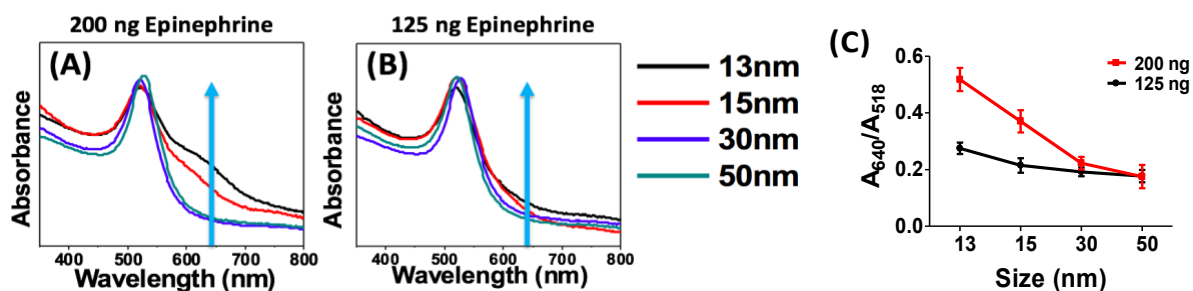 200 ng Epinephrine
(A)
Absorbance
400 500 600 700 800
Wavelength (nm)
125 ng Epinephrine
(B)
Absorbance
400 500 600 700 800
Wavelength (nm)
13nm
15nm
30nm
50nm
(C)
200 ng
125 ng
A640/A518
0.6
0.4
0.2
0.0
13 15 30 50
Size (nm)